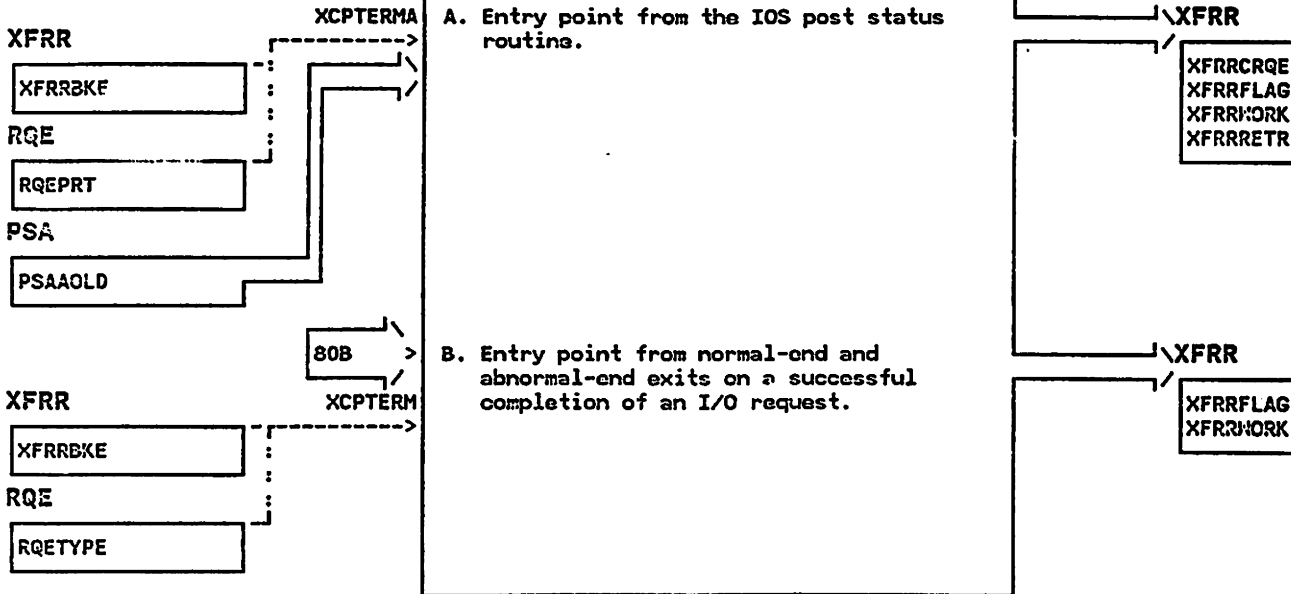 XCPTERMA
A. Entry point from the IOS post status
routine.
XFRR
XFRRBKE
RQE
RQEPRT
PSA
PSAAOLD
XFRR
XFRRCRQE
XFRRFLAG
XFRRWORK
XFRRRETR
80B
B. Entry point from normal-end and
abnormal-end exits on a successful
completion of an I/O request.
XFRR
XCPTERM
XFRRBKE
RQE
RQETYPE
XFRR
XFRRFLAG
XFRRWORK